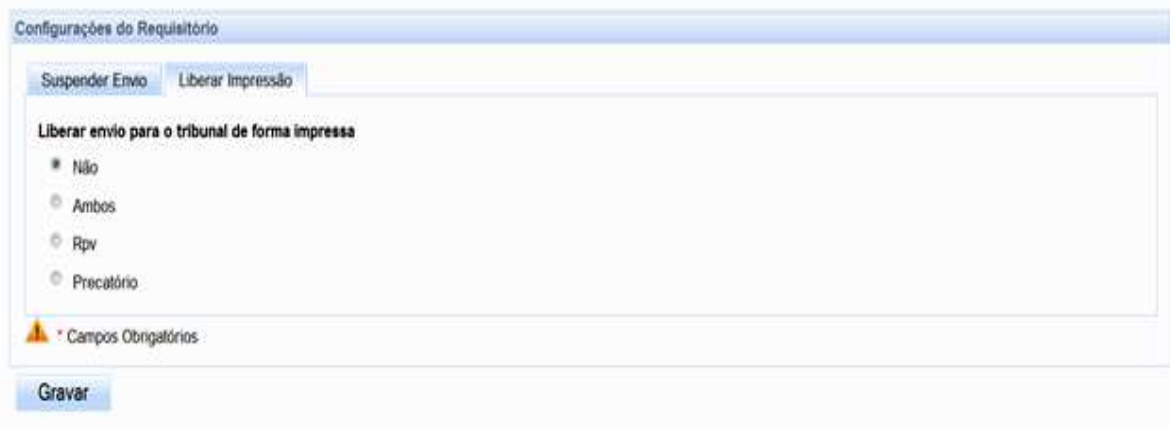 Configurações do Requisitório
Suspender Envio
Liberar Impressão
Liberar envio para o tribunal de forma impressa
Não
Ambos
Rpv
Precatório
* Campos Obrigatórios
Gravar